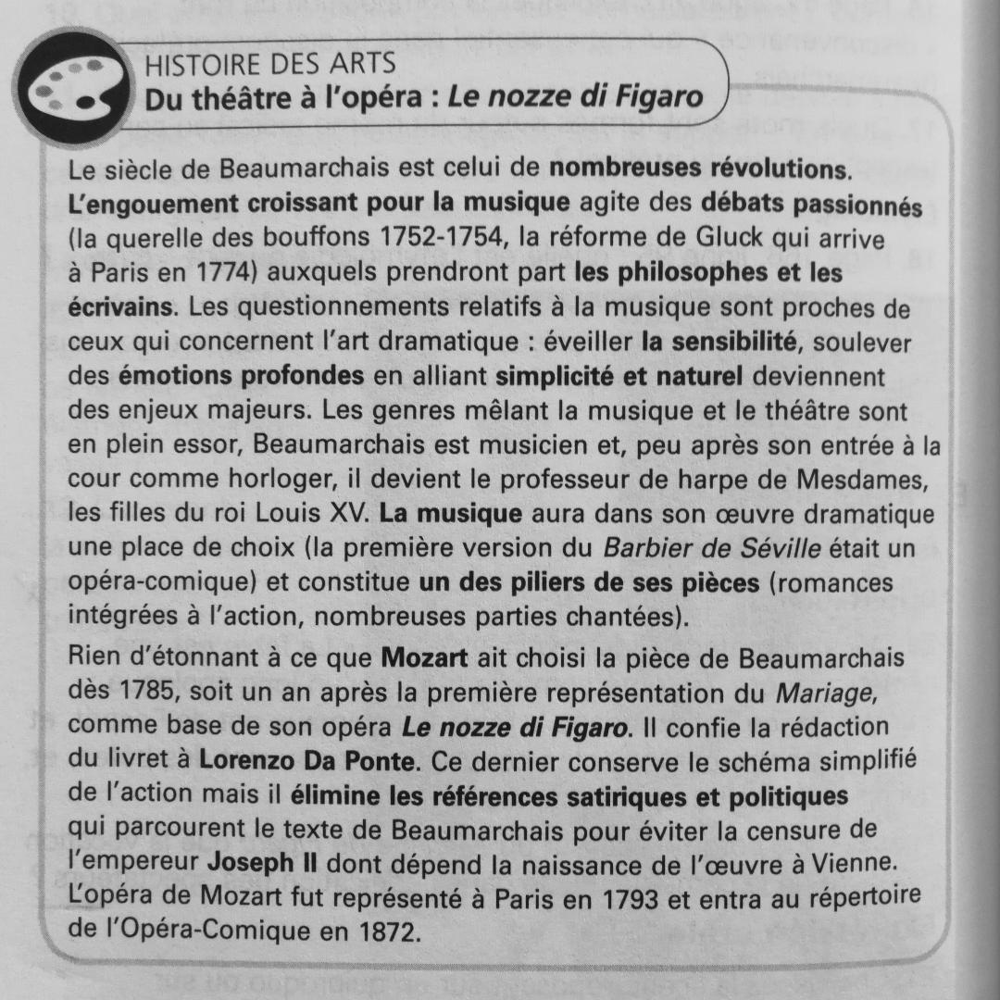 HISTOIRE DES ARTS
Du théâtre à l'opéra : Le nozze di Figaro
Le siècle de Beaumarchais est celui de nombreuses révolutions.
L'engouement croissant pour la musique agite des débats passionnés
(la querelle des bouffons 1752-1754, la réforme de Gluck qui arrive
à Paris en 1774) auxquels prendront part les philosophes et les
écrivains. Les questionnements relatifs à la musique sont proches de
ceux qui concernent l'art dramatique : éveiller la sensibilité, soulever
des émotions profondes en alliant simplicité et naturel deviennent
des enjeux majeurs. Les genres mêlant la musique et le théâtre sont
en plein essor, Beaumarchais est musicien et, peu après son entrée à la
cour comme horloger, il devient le professeur de harpe de Mesdames,
les filles du roi Louis XV. La musique aura dans son œuvre dramatique
une place de choix (la première version du Barbier de Séville était un
opéra-comique) et constitue un des piliers de ses pièces (romances
intégrées à l'action, nombreuses parties chantées).
Rien d'étonnant à ce que Mozart ait choisi la pièce de Beaumarchais
dès 1785, soit un an après la première représentation du Mariage,
comme base de son opéra Le nozze di Figaro. Il confie la rédaction
du livret à Lorenzo Da Ponte. Ce dernier conserve le schéma simplifié
de l'action mais il élimine les références satiriques et politiques
qui parcourent le texte de Beaumarchais pour éviter la censure de
l'empereur Joseph II dont dépend la naissance de l'œuvre à Vienne.
L'opéra de Mozart fut représenté à Paris en 1793 et entra au répertoire
de l'Opéra-Comique en 1872.